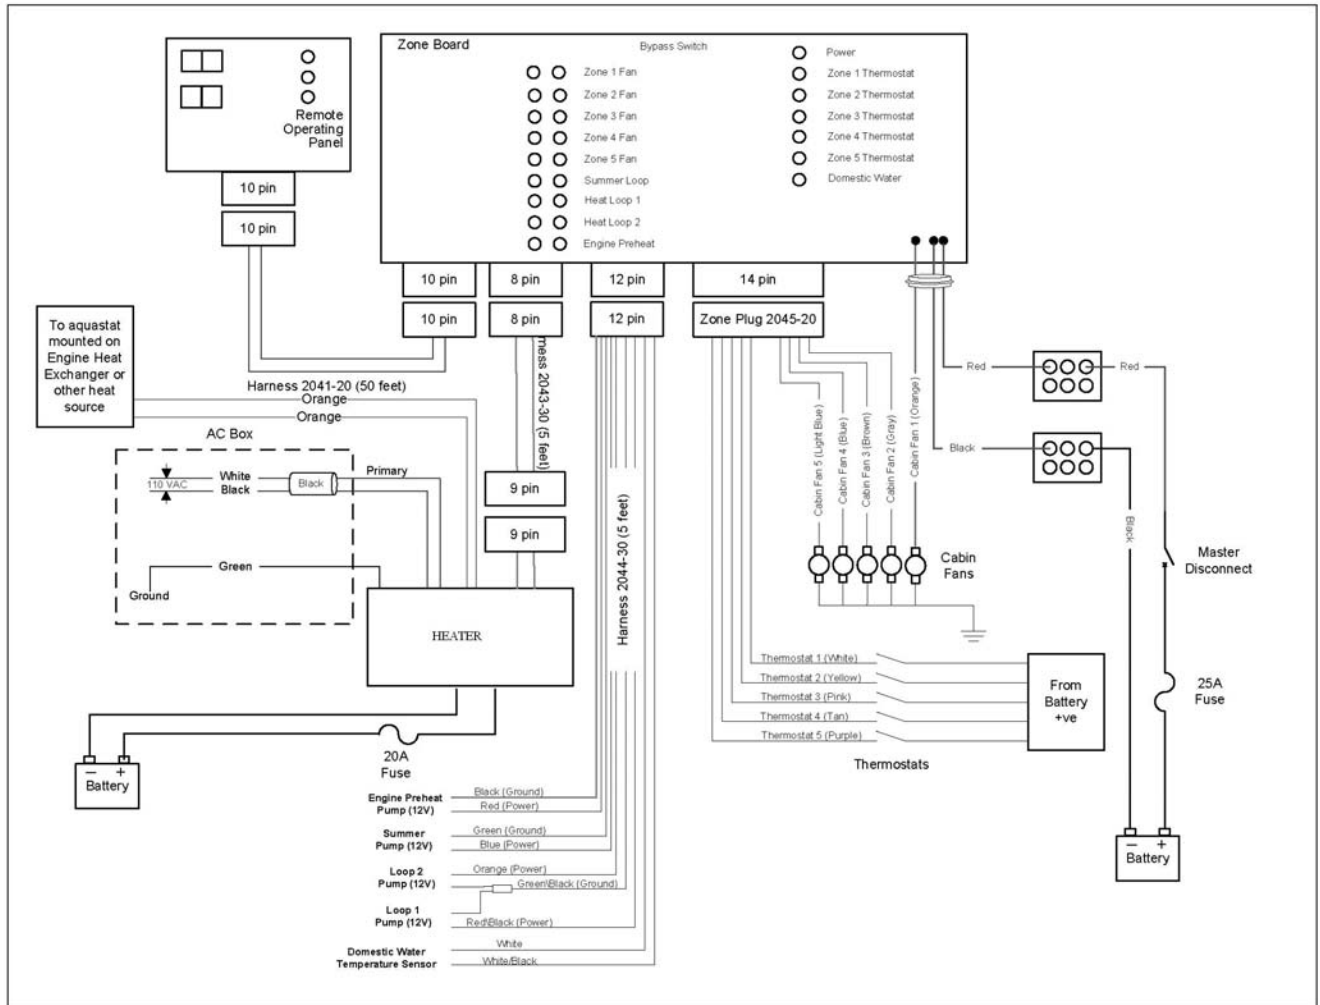 Zone Board
Bypass Switch
Zone 1 Fan
Zone 2 Fan
Zone 3 Fan
Zone 4 Fan
Zone 5 Fan
Summer Loop
Heat Loop 1
Heat Loop 2
Engine Preheat
Power
Zone 1 Thermostat
Zone 2 Thermostat
Zone 3 Thermostat
Zone 4 Thermostat
Zone 5 Thermostat
Domestic Water
Remote
Operating
Panel
10 pin
10 pin
10 pin
8 pin
12 pin
14 pin
10 pin
8 pin
12 pin
Zone Plug 2045-20
To aquastat
mounted on
Engine Heat
Exchanger or
other heat
source
Harness 2041-20 (50 feet)
Orange
Orange
ness 2043-30 (5 feet)
9 pin
9 pin
AC Box
110 VAC
White
Black
Black
Primary
Green
Ground
HEATER
Harness 2044-30 (5 feet)
Cabin Fan 5 (Light Blue)
Cabin Fan 4 (Blue)
Cabin Fan 3 (Brown)
Cabin Fan 2 (Gray)
Cabin Fan 1 (Orange)
Cabin
Fans
Red
Red
Black
Black
Master
Disconnect
25A
Fuse
Thermostat 1 (White)
Thermostat 2 (Yellow)
Thermostat 3 (Pink)
Thermostat 4 (Tan)
Thermostat 5 (Purple)
Thermostats
From
Battery
+ve
20A
Fuse
– +
Battery
– +
Battery
Engine Preheat
Pump (12V)
Black (Ground)
Red (Power)
Summer
Pump (12V)
Green (Ground)
Blue (Power)
Loop 2
Pump (12V)
Orange (Power)
Green\Black (Ground)
Loop 1
Pump (12V)
Red\Black (Power)
Domestic Water
Temperature Sensor
White
White/Black